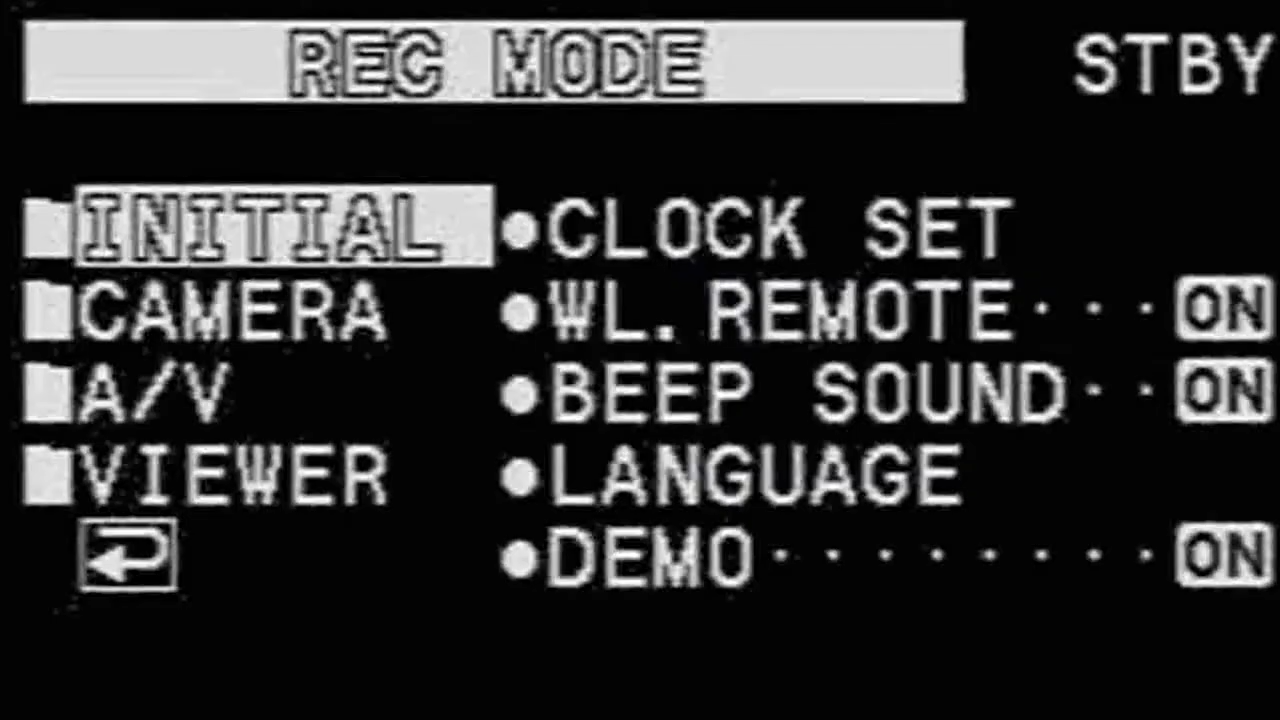 REC MODE STBY
INITIAL ●CLOCK SET
CAMERA ●WL.REMOTE··· ON
A/V ●BEEP SOUND·· ON
VIEWER ●LANGUAGE
●DEMO········ ON